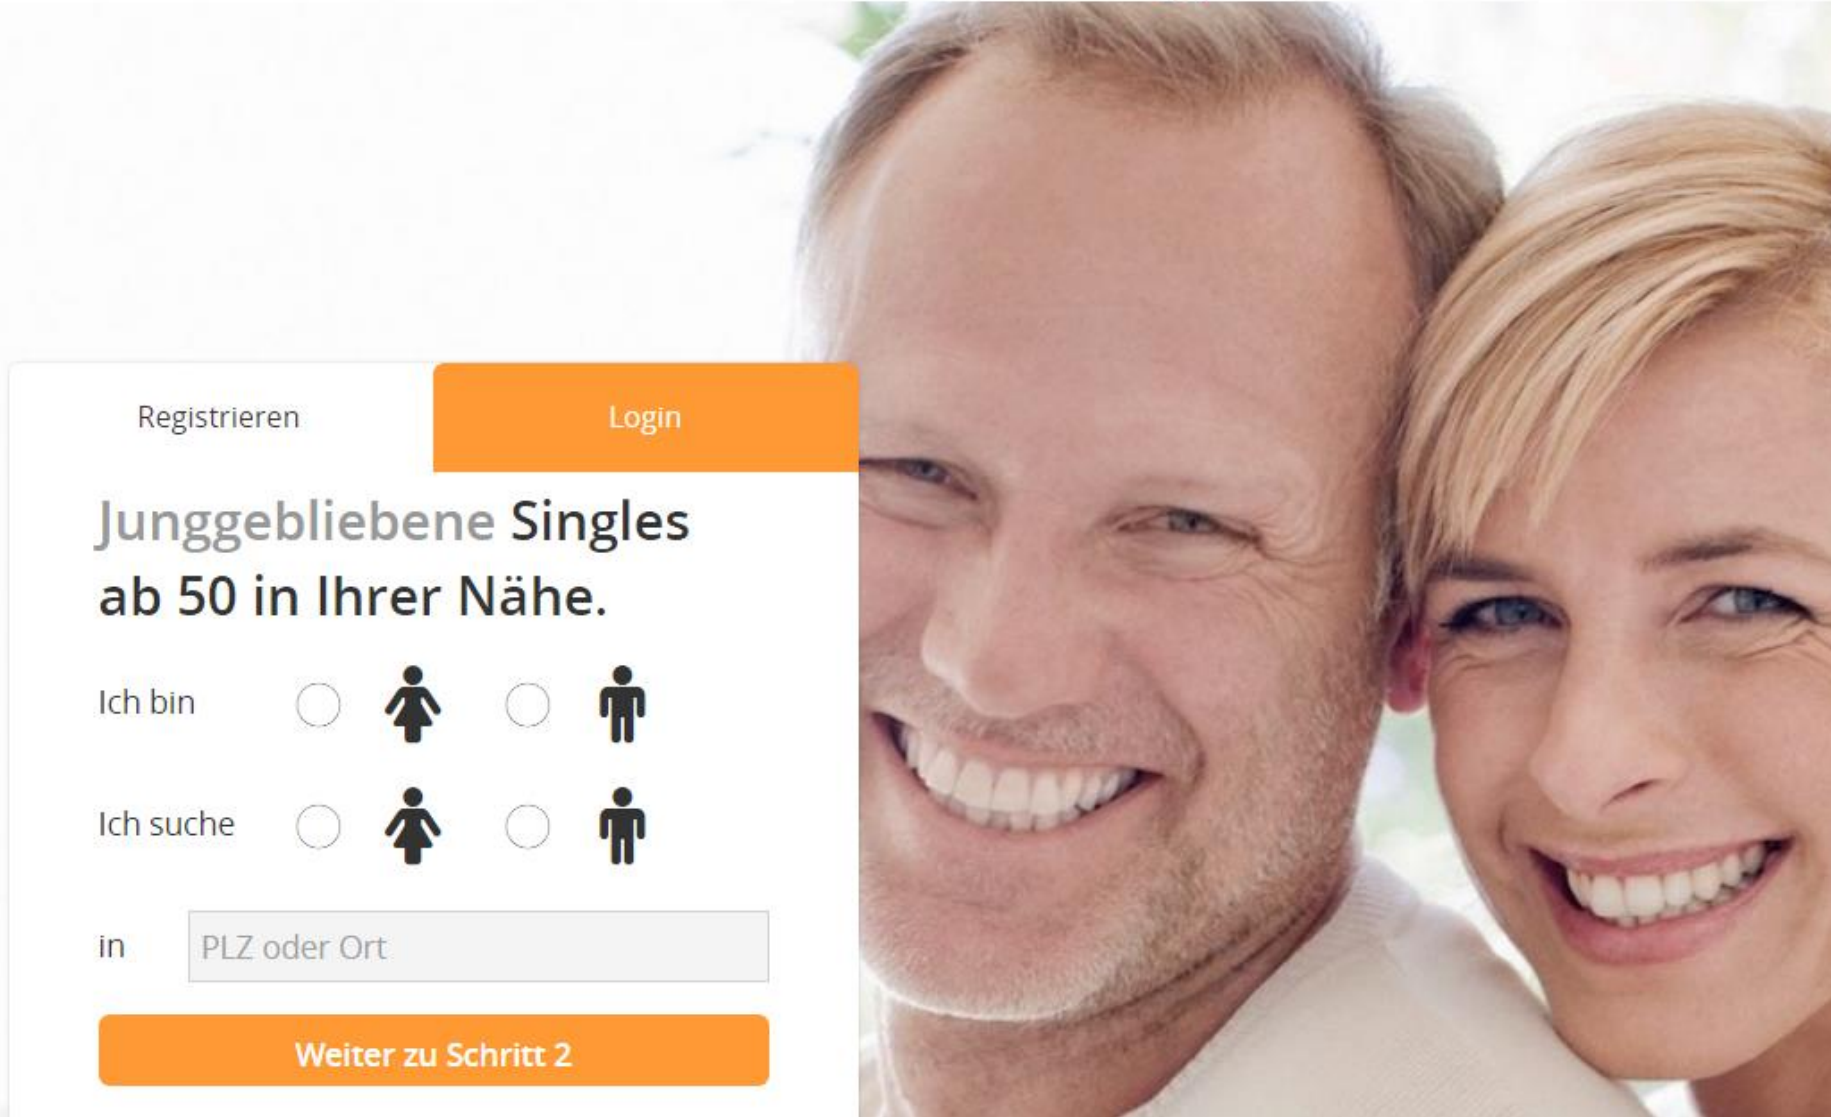 Registrieren
Login
Junggebliebene Singles
ab 50 in Ihrer Nähe.
Ich bin
Ich suche
in
PLZ oder Ort
Weiter zu Schritt 2